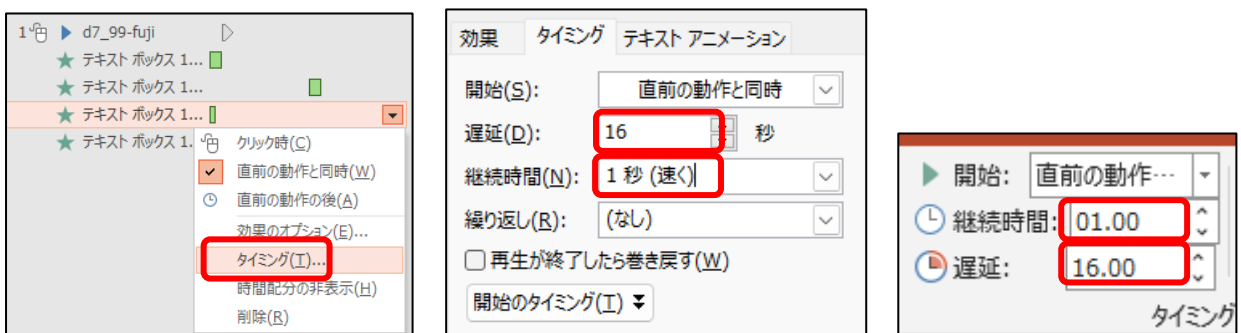 1 d7_99-fuji
テキスト ボックス 1...
テキスト ボックス 1...
テキスト ボックス 1...
テキスト ボックス 1.
クリック時(C)
直前の動作と同時(W)
直前の動作の後(A)
効果のオプション(E)...
タイミング(T)...
時間配分の非表示(H)
削除(R)
効果 タイミング テキスト アニメーション
開始(S): 直前の動作と同時
遅延(D): 16 秒
継続時間(N): 1 秒 (速く)
繰り返し(R): (なし)
再生が終了したら巻き戻す(W)
開始のタイミング(T)
開始: 直前の動作…
継続時間: 01.00
遅延: 16.00
タイミング